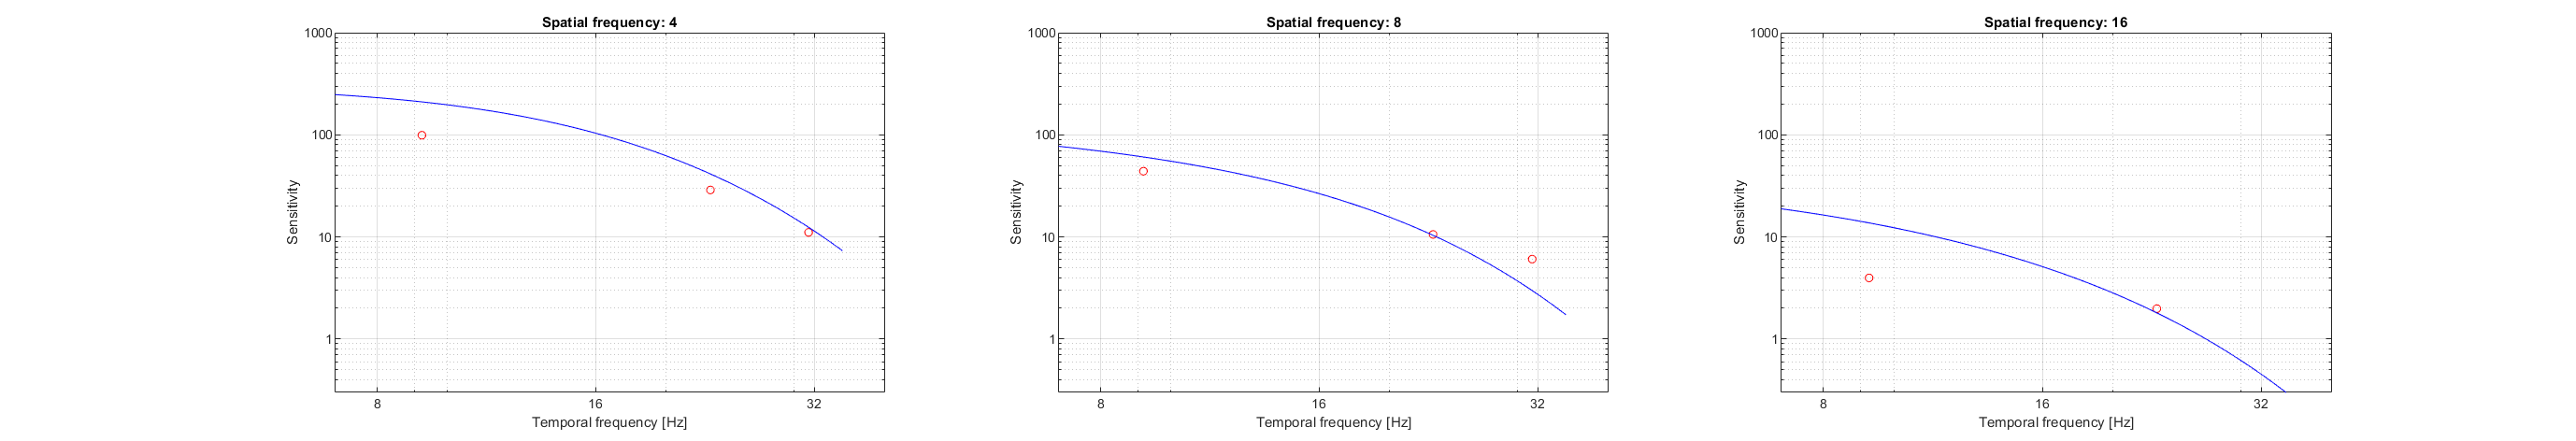 Spatial frequency: 4
1000
100
10
1
Sensitivity
8
16
32
Temporal frequency [Hz]
Spatial frequency: 8
1000
100
10
1
Sensitivity
8
16
32
Temporal frequency [Hz]
Spatial frequency: 16
1000
100
10
1
Sensitivity
8
16
32
Temporal frequency [Hz]